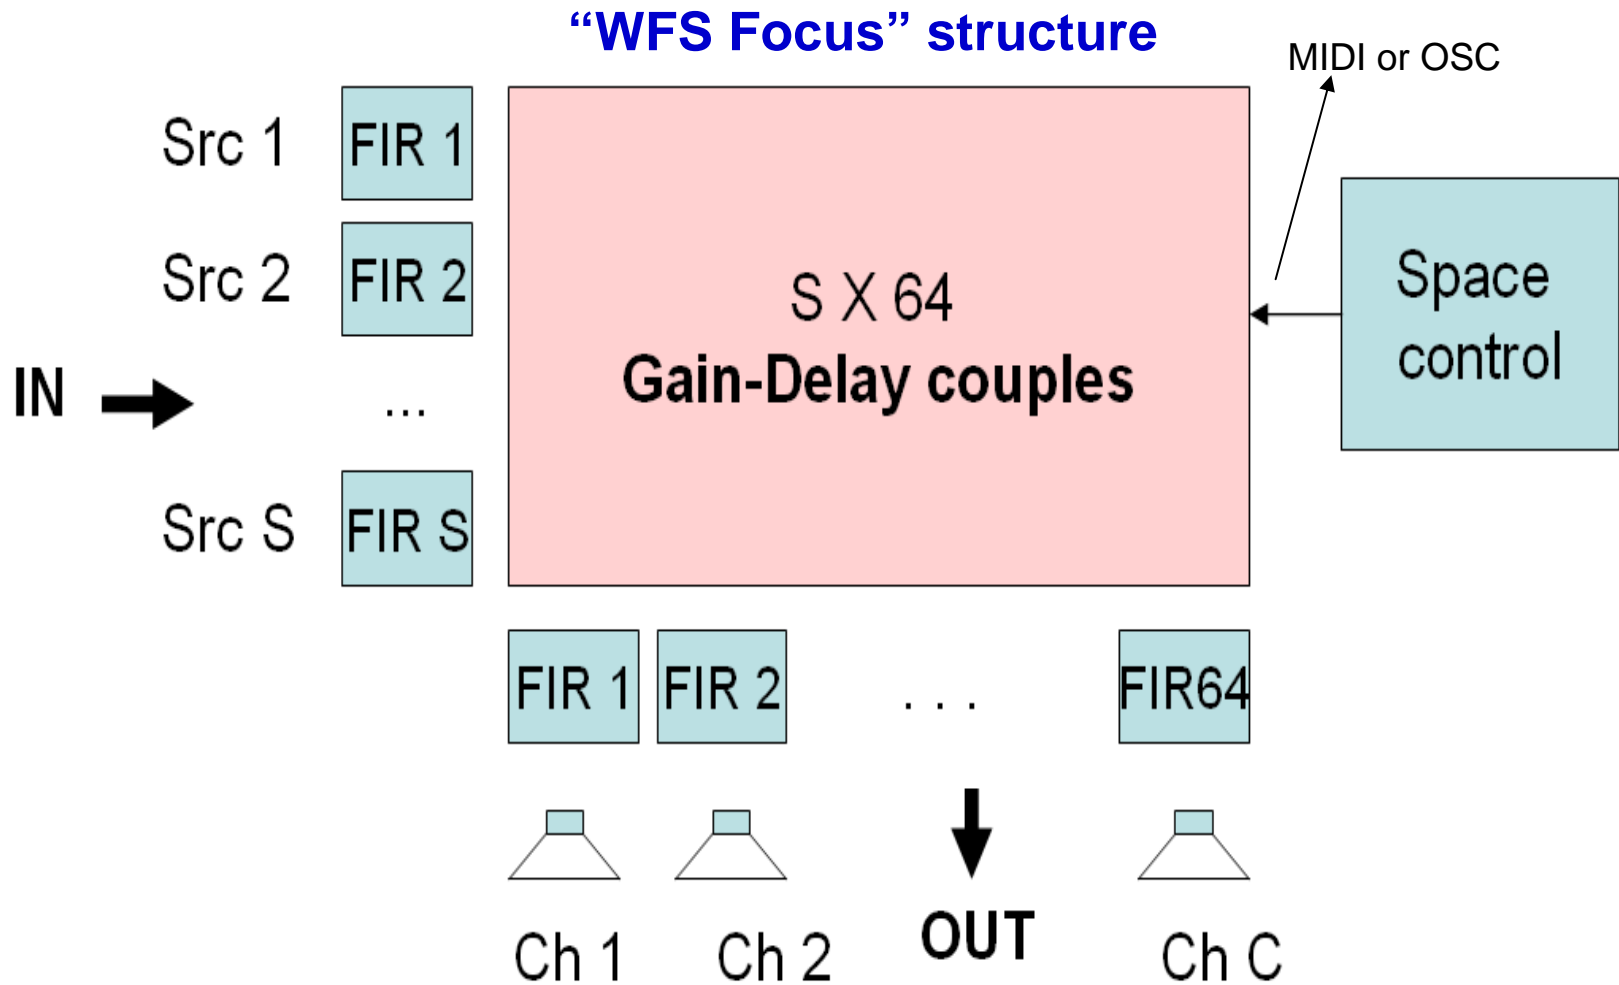 “WFS Focus” structure
MIDI or OSC
Src 1
FIR 1
Src 2
FIR 2
S X 64
Gain-Delay couples
Space
control
IN
...
Src S
FIR S
FIR 1
FIR 2
. . .
FIR64
OUT
Ch 1
Ch 2
Ch C